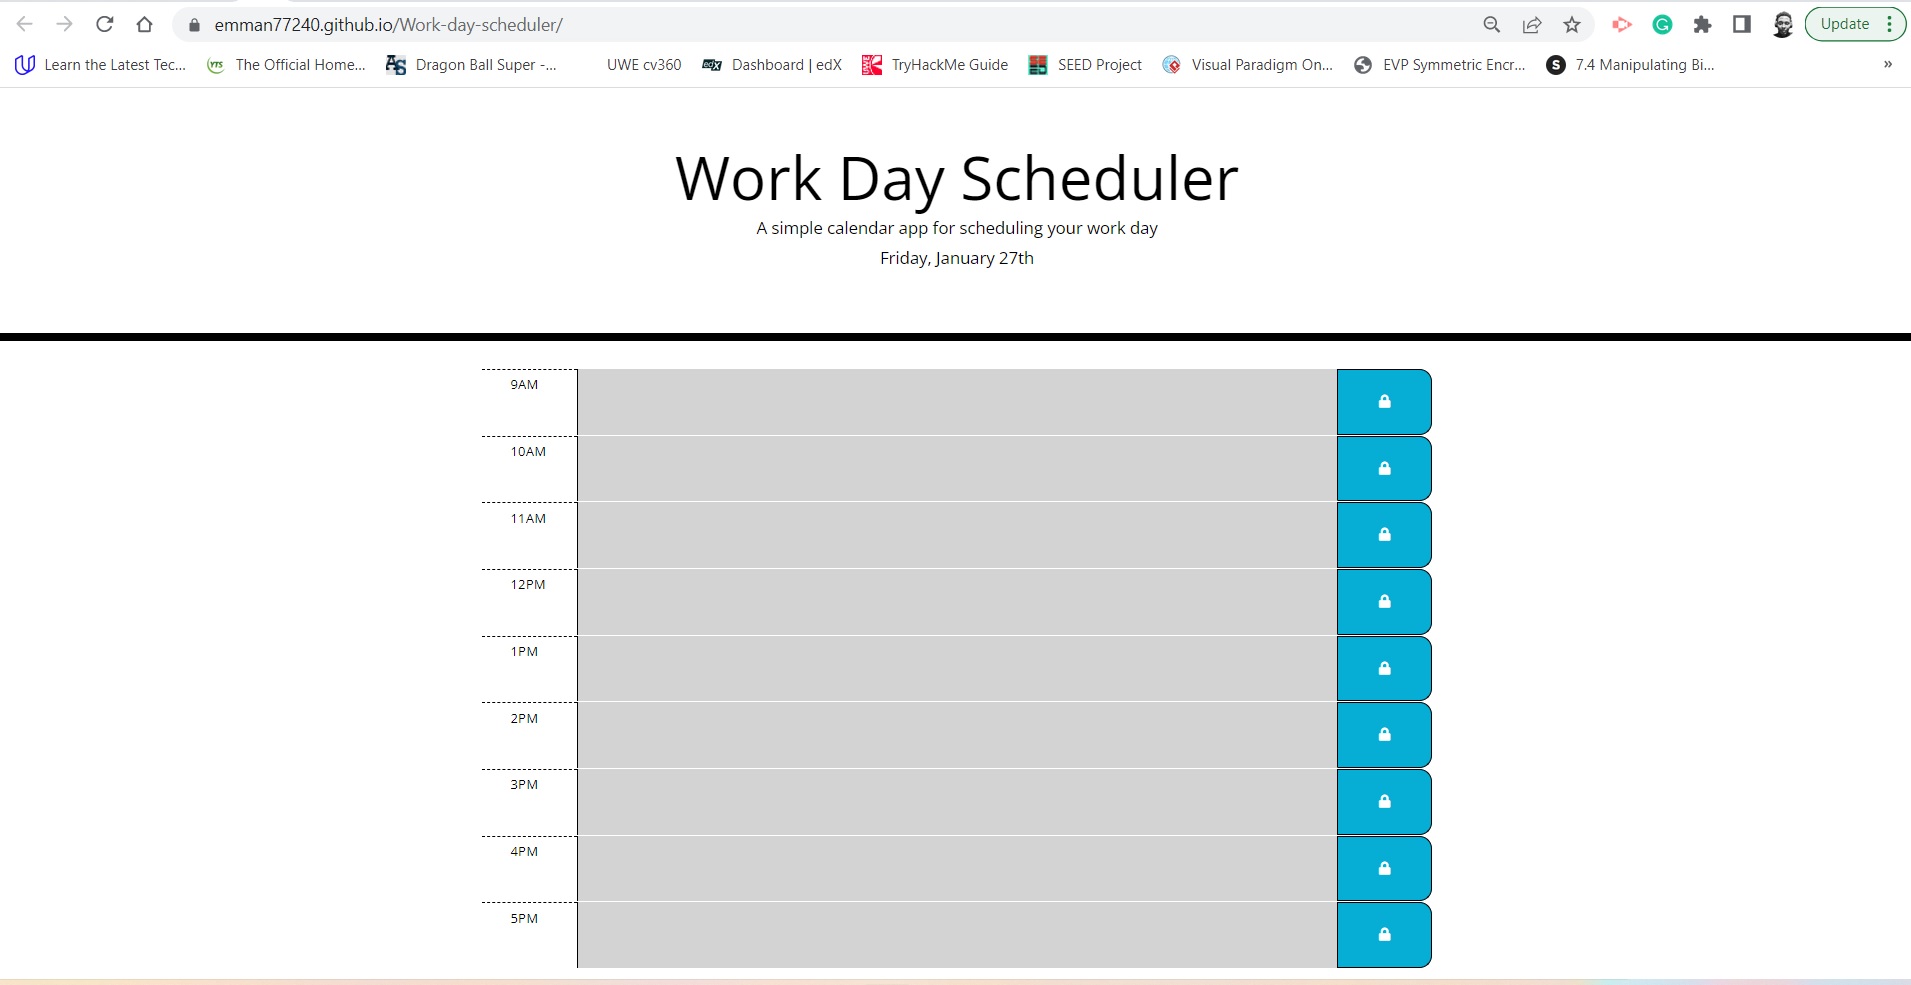 emman77240.github.io/Work-day-scheduler/
Update
Learn the Latest Tec...
YTS
The Official Home...
AS
Dragon Ball Super -...
UWE cv360
edX
Dashboard | edX
TryHackMe Guide
SEED Project
Visual Paradigm On...
EVP Symmetric Encr...
S
7.4 Manipulating Bi...
»
Work Day Scheduler
A simple calendar app for scheduling your work day
Friday, January 27th
9AM
10AM
11AM
12PM
1PM
2PM
3PM
4PM
5PM